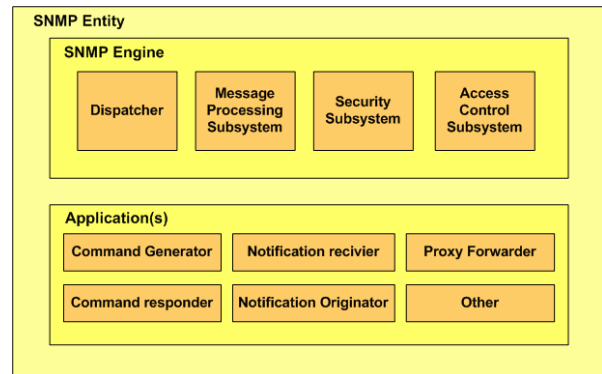 SNMP Entity
SNMP Engine
Dispatcher
Message
Processing
Subsystem
Security
Subsystem
Access
Control
Subsystem
Application(s)
Command Generator
Notification recivier
Proxy Forwarder
Command responder
Notification Originator
Other